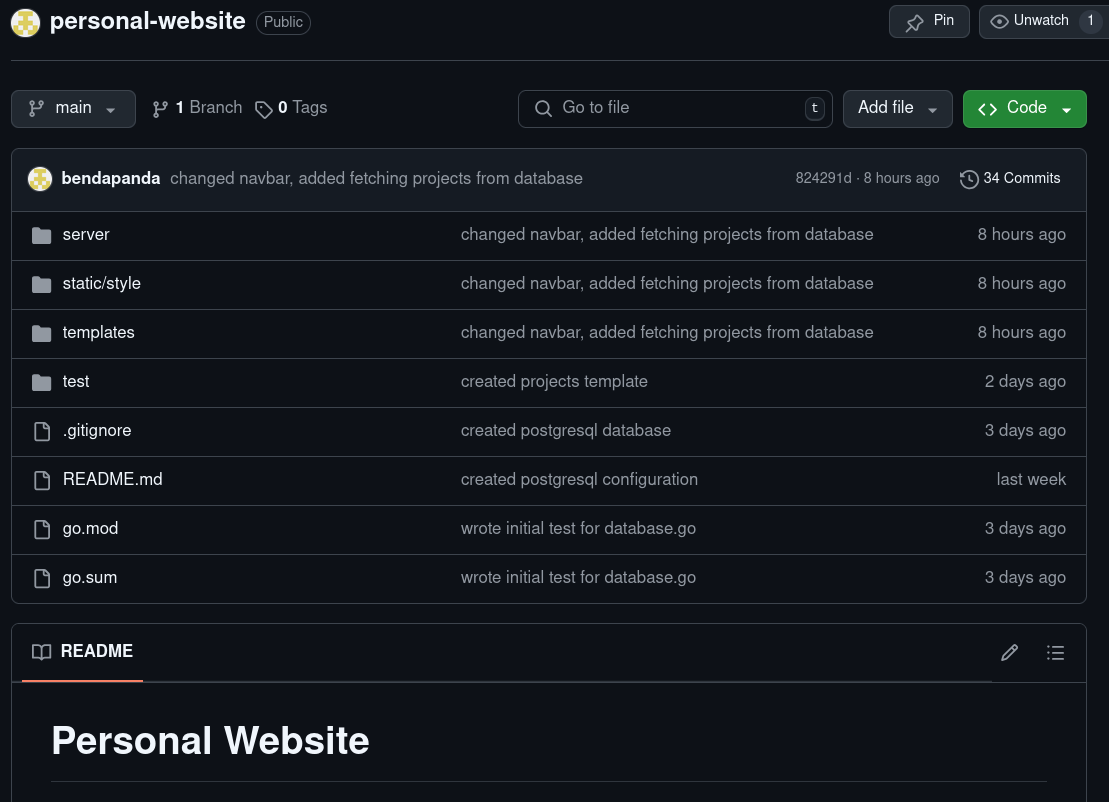 personal-website Public Pin Unwatch 1
main 1 Branch 0 Tags Go to file t Add file Code
bendapanda changed navbar, added fetching projects from database 824291d · 8 hours ago 34 Commits
server changed navbar, added fetching projects from database 8 hours ago
static/style changed navbar, added fetching projects from database 8 hours ago
templates changed navbar, added fetching projects from database 8 hours ago
test created projects template 2 days ago
.gitignore created postgresql database 3 days ago
README.md created postgresql configuration last week
go.mod wrote initial test for database.go 3 days ago
go.sum wrote initial test for database.go 3 days ago
README
Personal Website